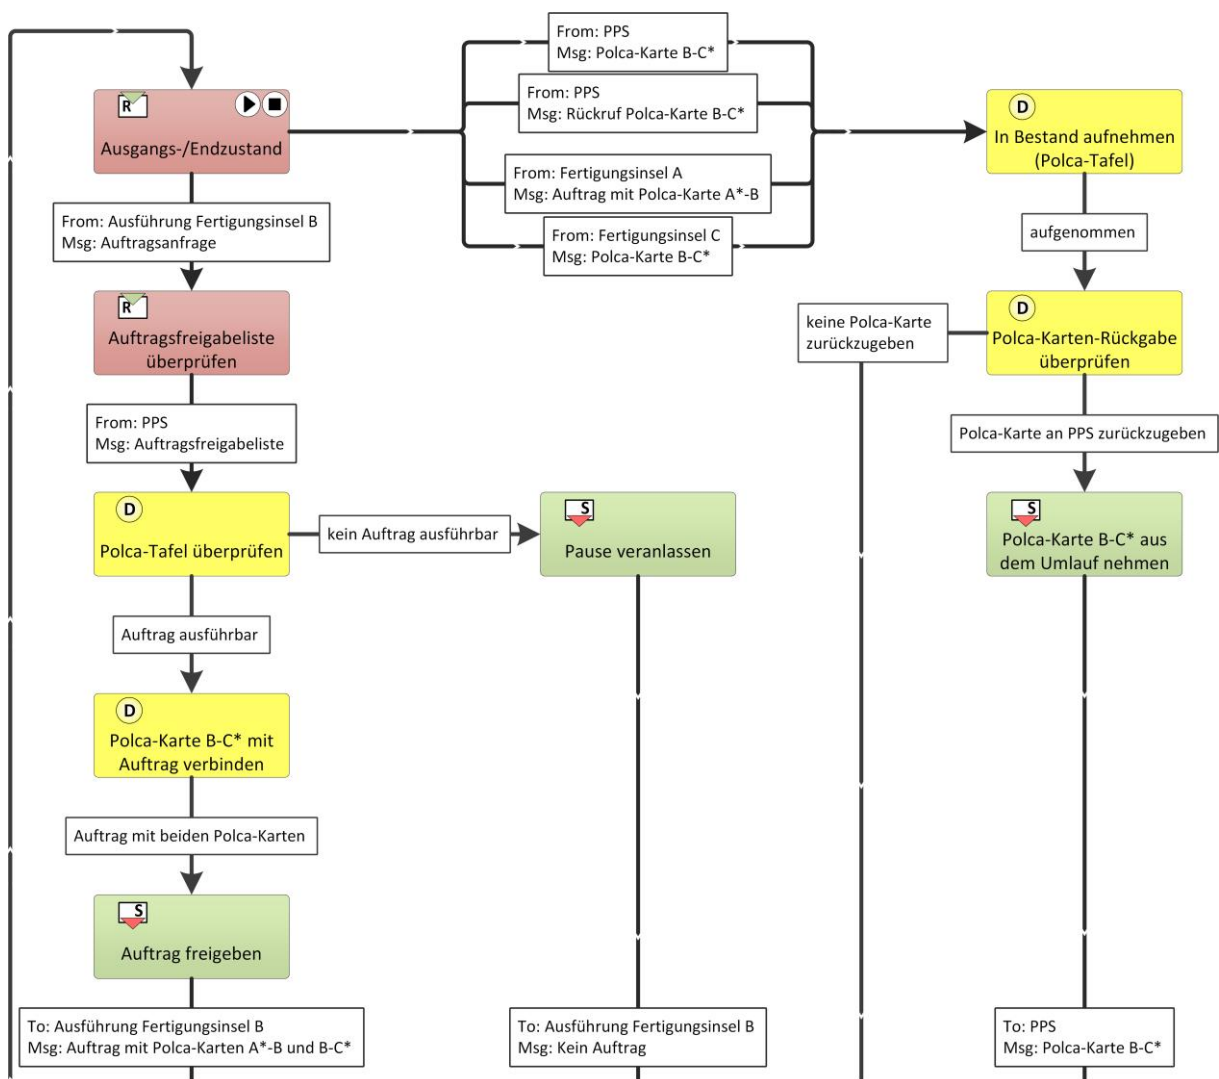 From: PPS
Msg: Polca-Karte B-C*
R
Ausgangs-/Endzustand
From: PPS
Msg: Rückruf Polca-Karte B-C*
From: Fertigungsinsel A
Msg: Auftrag mit Polca-Karte A*-B
From: Fertigungsinsel C
Msg: Polca-Karte B-C*
D
In Bestand aufnehmen
(Polca-Tafel)
From: Ausführung Fertigungsinsel B
Msg: Auftragsanfrage
aufgenommen
R
Auftragsfreigabeliste
überprüfen
keine Polca-Karte
zurückzugeben
D
Polca-Karten-Rückgabe
überprüfen
From: PPS
Msg: Auftragsfreigabeliste
Polca-Karte an PPS zurückzugeben
D
Polca-Tafel überprüfen
kein Auftrag ausführbar
S
Pause veranlassen
S
Polca-Karte B-C* aus
dem Umlauf nehmen
Auftrag ausführbar
D
Polca-Karte B-C* mit
Auftrag verbinden
Auftrag mit beiden Polca-Karten
S
Auftrag freigeben
To: Ausführung Fertigungsinsel B
Msg: Auftrag mit Polca-Karten A*-B und B-C*
To: Ausführung Fertigungsinsel B
Msg: Kein Auftrag
To: PPS
Msg: Polca-Karte B-C*